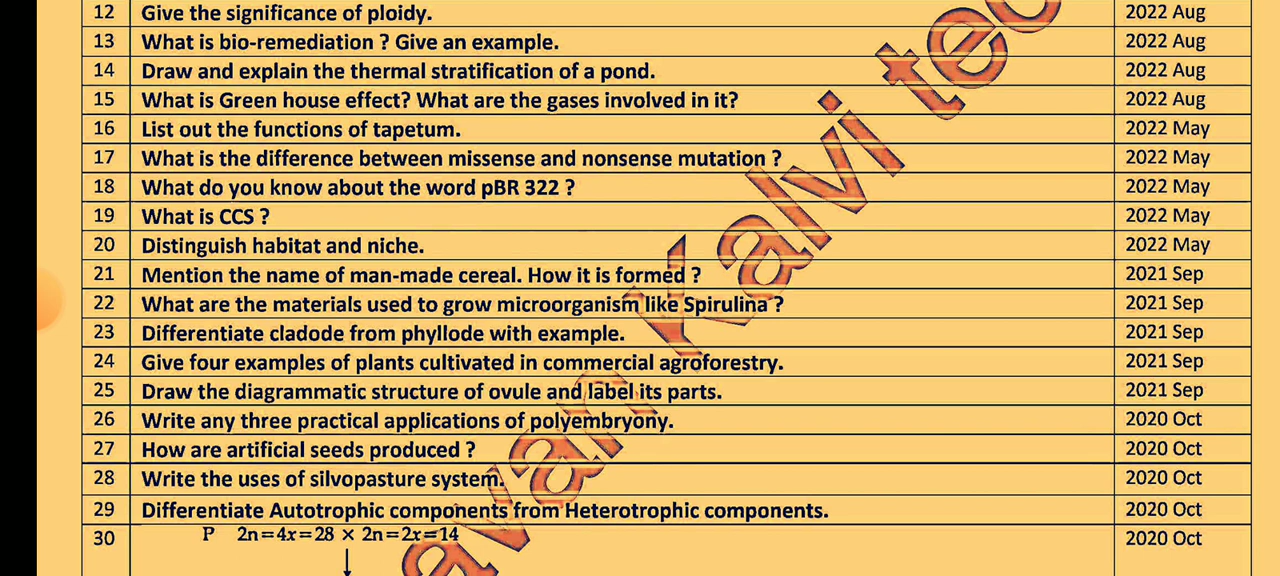 12 Give the significance of ploidy. 2022 Aug
13 What is bio-remediation ? Give an example. 2022 Aug
14 Draw and explain the thermal stratification of a pond. 2022 Aug
15 What is Green house effect? What are the gases involved in it? 2022 Aug
16 List out the functions of tapetum. 2022 May
17 What is the difference between missense and nonsense mutation ? 2022 May
18 What do you know about the word pBR 322 ? 2022 May
19 What is CCS ? 2022 May
20 Distinguish habitat and niche. 2022 May
21 Mention the name of man-made cereal. How it is formed ? 2021 Sep
22 What are the materials used to grow microorganism like Spirulina ? 2021 Sep
23 Differentiate cladode from phyllode with example. 2021 Sep
24 Give four examples of plants cultivated in commercial agroforestry. 2021 Sep
25 Draw the diagrammatic structure of ovule and label its parts. 2021 Sep
26 Write any three practical applications of polyembryony. 2020 Oct
27 How are artificial seeds produced ? 2020 Oct
28 Write the uses of silvopasture system. 2020 Oct
29 Differentiate Autotrophic components from Heterotrophic components. 2020 Oct
30 P 2n=4x=28 × 2n=2x=14 2020 Oct
Kalvi